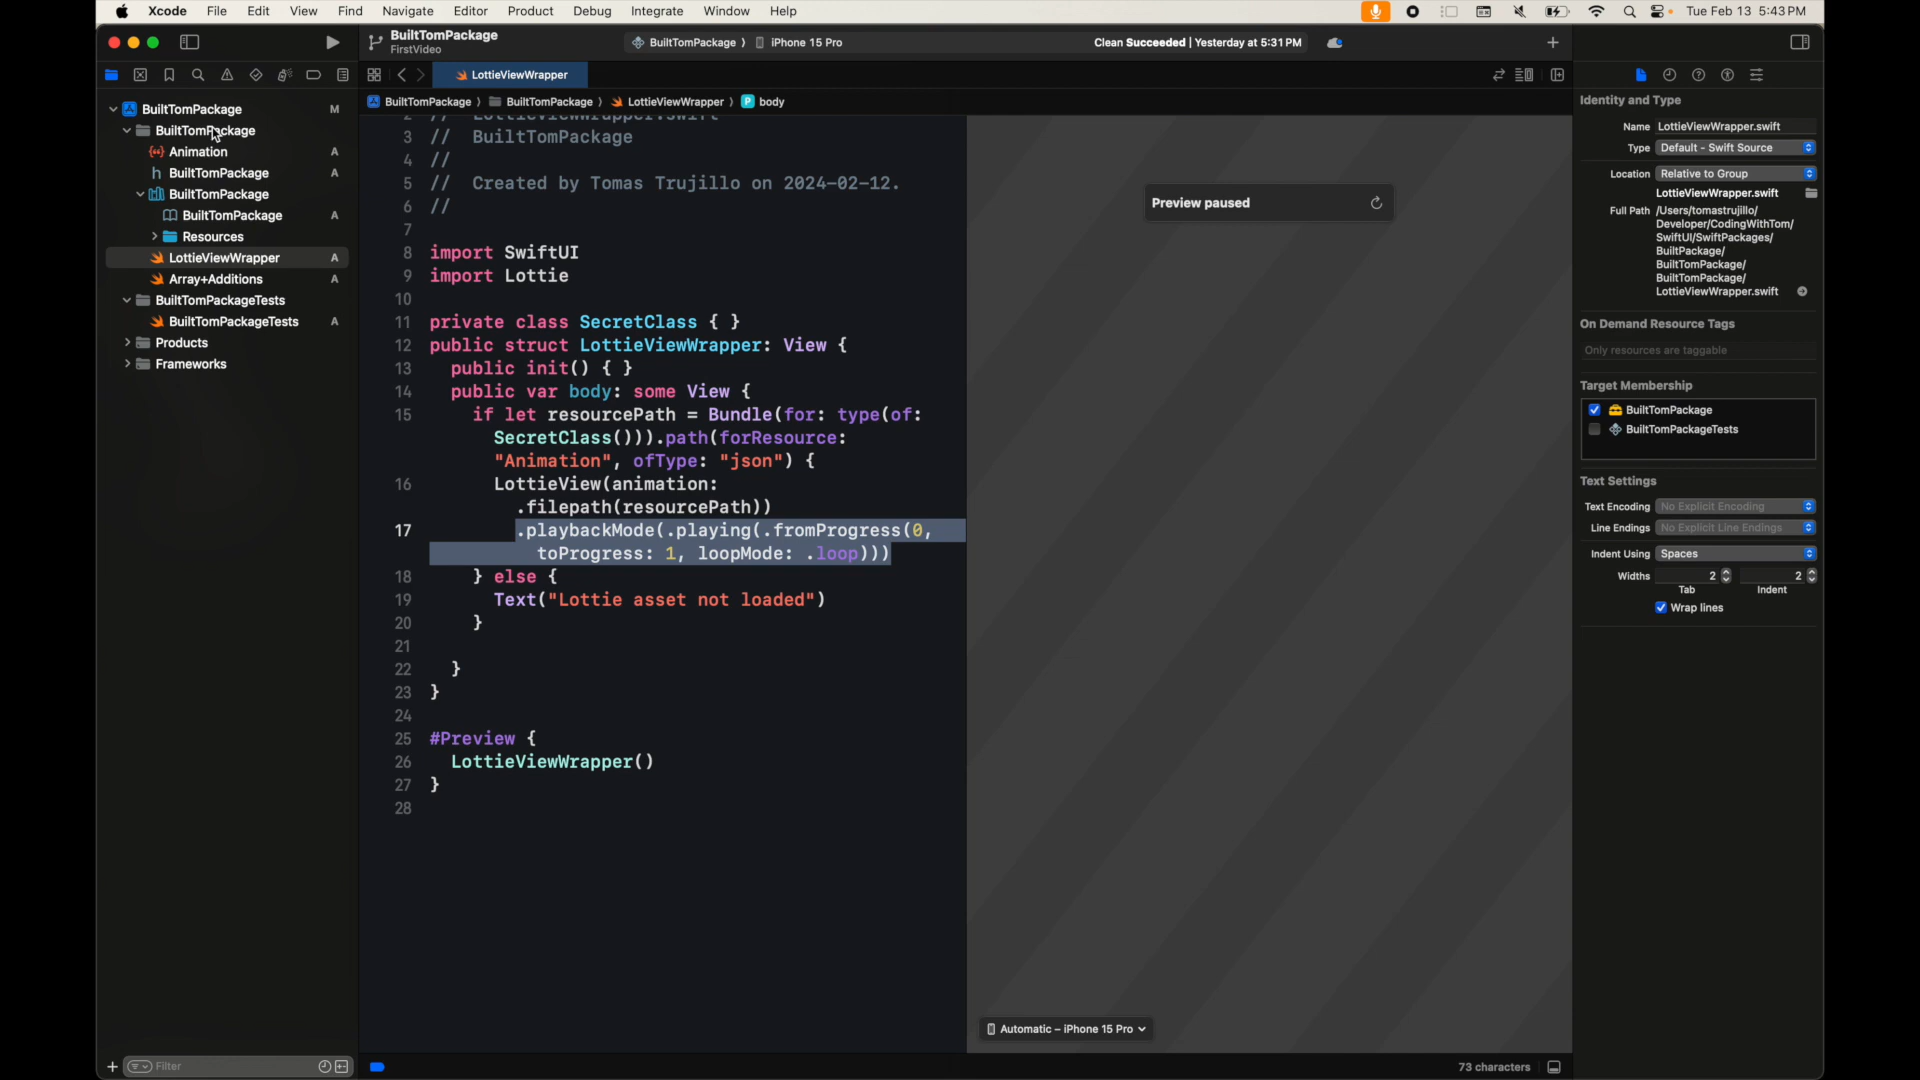 Xcode File Edit View Find Navigate Editor Product Debug Integrate Window Help Tue Feb 13 5:43 PM
BuiltTomPackage
FirstVideo
BuiltTomPackage iPhone 15 Pro
Clean Succeeded | Yesterday at 5:31 PM
LottieViewWrapper
BuiltTomPackage
BuiltTomPackage
LottieViewWrapper
body
BuiltTomPackage M
BuiltTomPackage
Animation A
h BuiltTomPackage A
BuiltTomPackage
BuiltTomPackage A
Resources
LottieViewWrapper A
Array+Additions A
BuiltTomPackageTests
BuiltTomPackageTests A
Products
Frameworks
Filter
2 // LottieViewWrapper.swift
3 // BuiltTomPackage
4 //
5 // Created by Tomas Trujillo on 2024-02-12.
6 //
7
8 import SwiftUI
9 import Lottie
10
11 private class SecretClass { }
12 public struct LottieViewWrapper: View {
13 public init() { }
14 public var body: some View {
15 if let resourcePath = Bundle(for: type(of:
SecretClass())).path(forResource:
"Animation", ofType: "json") {
16 LottieView(animation:
.filepath(resourcePath))
17 .playbackMode(.playing(.fromProgress(0,
toProgress: 1, loopMode: .loop)))
18 } else {
19 Text("Lottie asset not loaded")
20 }
21
22 }
23 }
24
25 #Preview {
26 LottieViewWrapper()
27 }
28
Preview paused
Automatic – iPhone 15 Pro
73 characters
Identity and Type
Name LottieViewWrapper.swift
Type Default - Swift Source
Location Relative to Group
LottieViewWrapper.swift
Full Path /Users/tomastrujillo/
Developer/CodingWithTom/
SwiftUI/SwiftPackages/
BuiltPackage/
BuiltTomPackage/
BuiltTomPackage/
LottieViewWrapper.swift
On Demand Resource Tags
Only resources are taggable
Target Membership
BuiltTomPackage
BuiltTomPackageTests
Text Settings
Text Encoding No Explicit Encoding
Line Endings No Explicit Line Endings
Indent Using Spaces
Widths 2 2
Tab Indent
Wrap lines